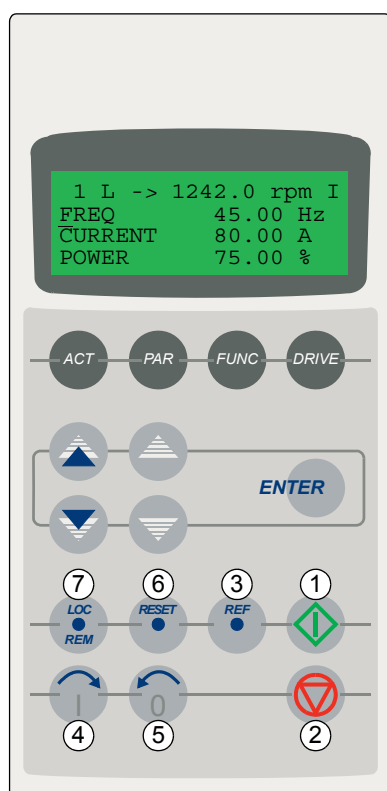 1 L -> 1242.0 rpm I
FREQ 45.00 Hz
CURRENT 80.00 A
POWER 75.00 %
ACT PAR FUNC DRIVE
ENTER
7 6 3 1
LOC REM RESET REF I
I 0
4 5 2